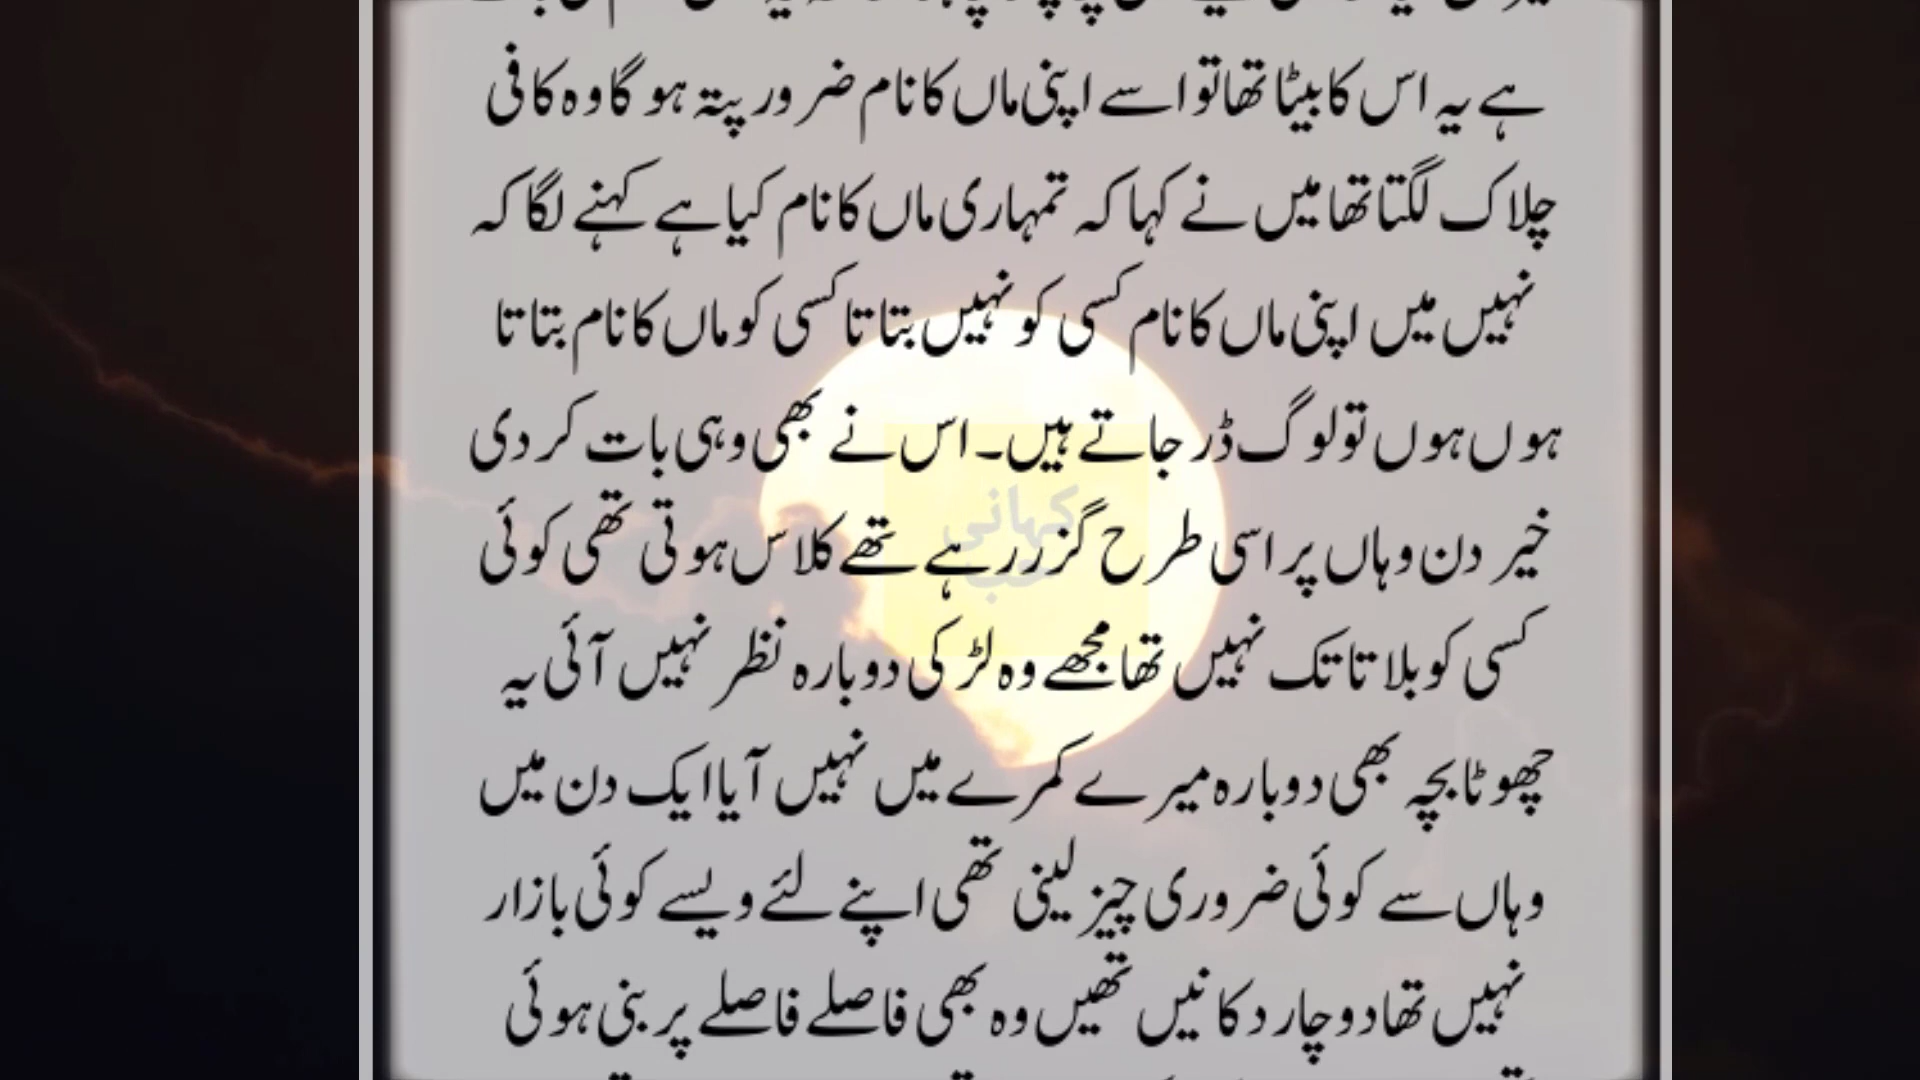 ہے یہ اس کا بیٹا تھا تو اسے اپنی ماں کا نام ضرور پتہ ہو گا وہ کافی
چلاک لگتا تھا میں نے کہا کہ تمہاری ماں کا نام کیا ہے کہنے لگا کہ
نہیں میں اپنی ماں کا نام کسی کو نہیں بتاتا کسی کو ماں کا نام بتاتا
ہوں ہوں تو لوگ ڈر جاتے ہیں۔ اس نے بھی وہی بات کر دی
کہانی
خیر دن وہاں پر اسی طرح گزر رہے تھے کلاس ہوتی تھی کوئی
کسی کو بلاتا تک نہیں تھا مجھے وہ لڑکی دوبارہ نظر نہیں آئی یہ
چھوٹا بچہ بھی دوبارہ میرے کمرے میں نہیں آیا ایک دن میں
وہاں سے کوئی ضروری چیز لینی تھی اپنے لئے ویسے کوئی بازار
نہیں تھا دو چار دکانیں تھیں وہ بھی فاصلے فاصلے پر بنی ہوئی